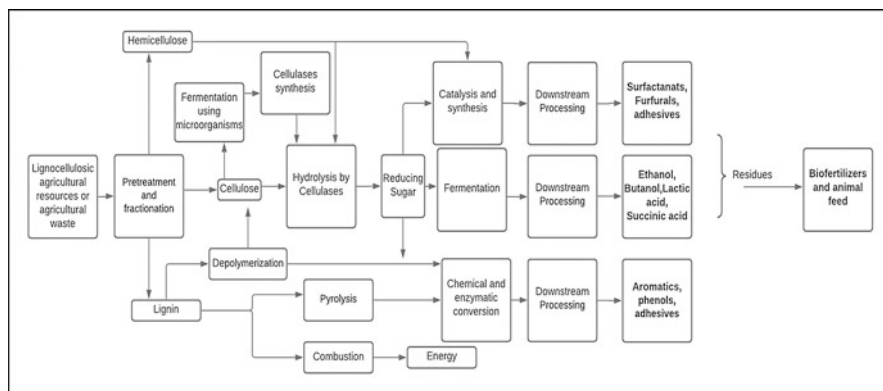 Hemicellulose
Cellulases
synthesis
Fermentation
using
microorganisms
Catalysis and
synthesis
Downstream
Processing
Surfactanats,
Furfurals,
adhesives
Lignocellulosic
agricultural
resources or
agricultural
waste
Pretreatment
and
fractionation
Cellulose
Hydrolysis by
Cellulases
Reducing
Sugar
Fermentation
Downstream
Processing
Ethanol,
Butanol,Lactic
acid,
Succinic acid
Residues
Biofertilizers
and animal
feed
Depolymerization
Lignin
Pyrolysis
Chemical and
enzymatic
conversion
Downstream
Processing
Aromatics,
phenols,
adhesives
Combustion
Energy